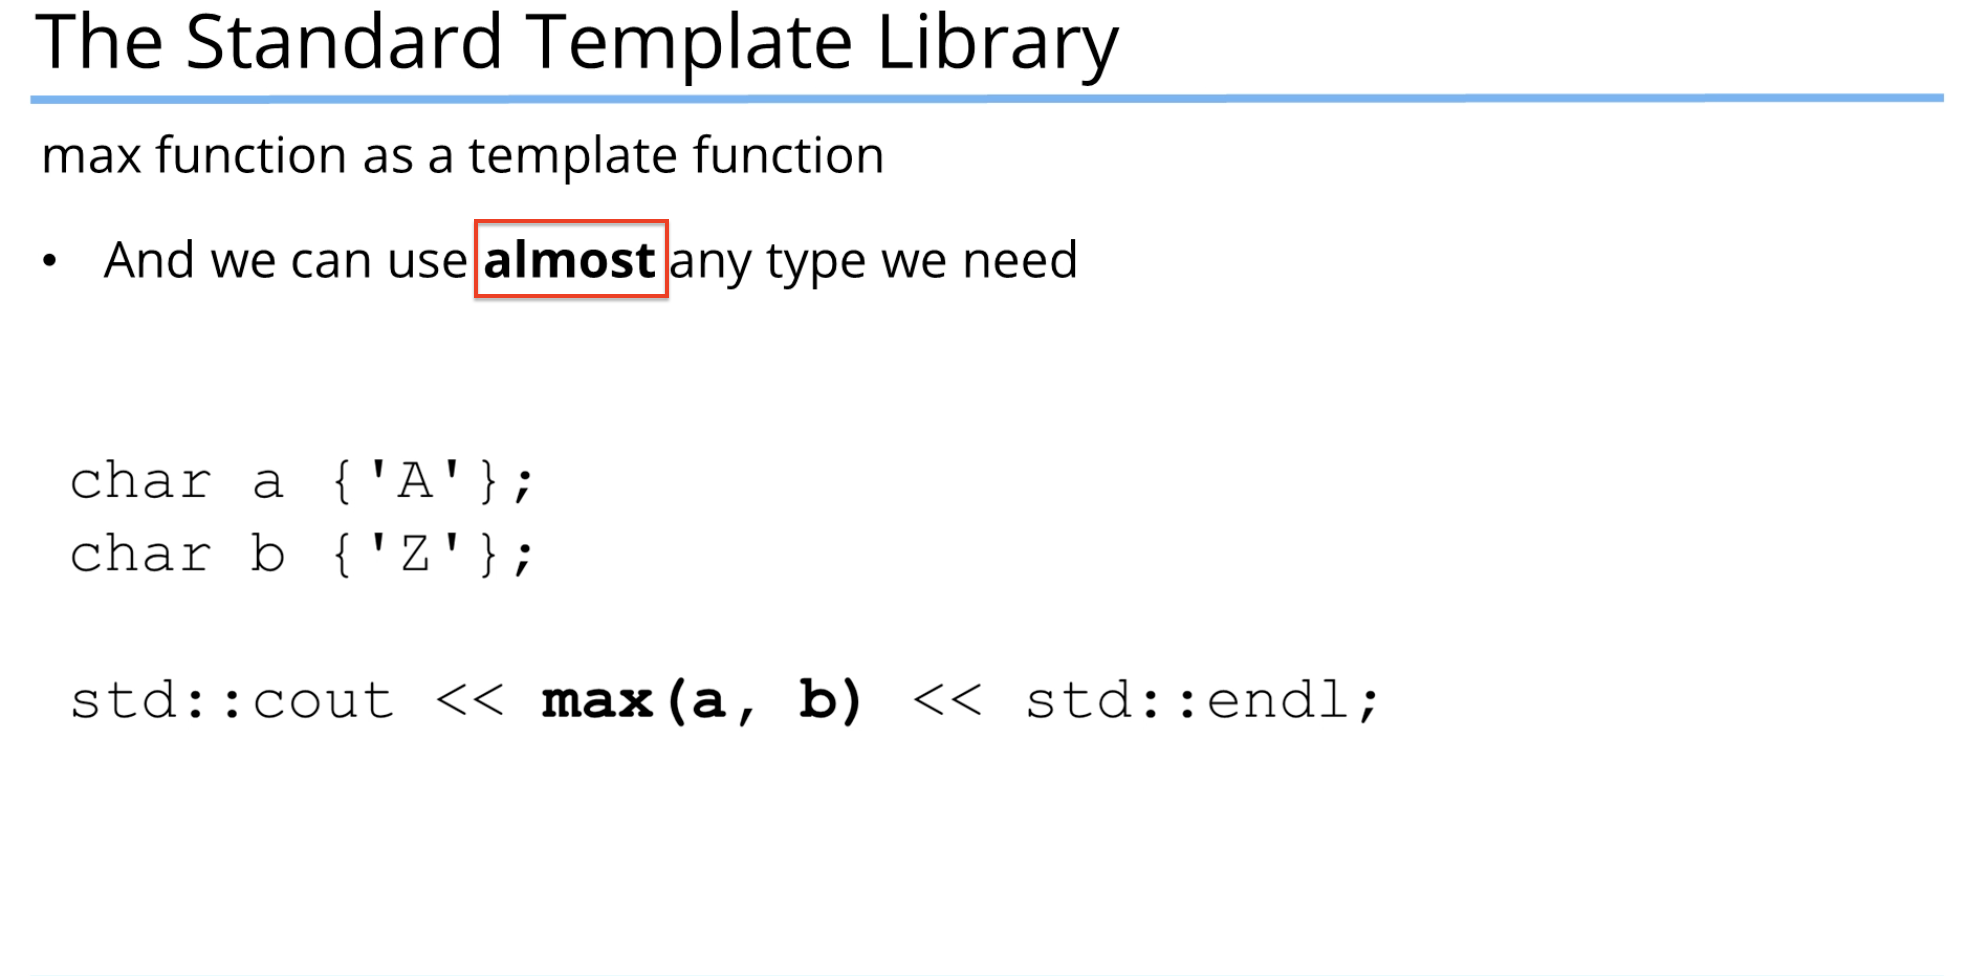 The Standard Template Library
max function as a template function
• And we can use almost any type we need
char a {'A'};
char b {'Z'};
std::cout << max(a, b) << std::endl;